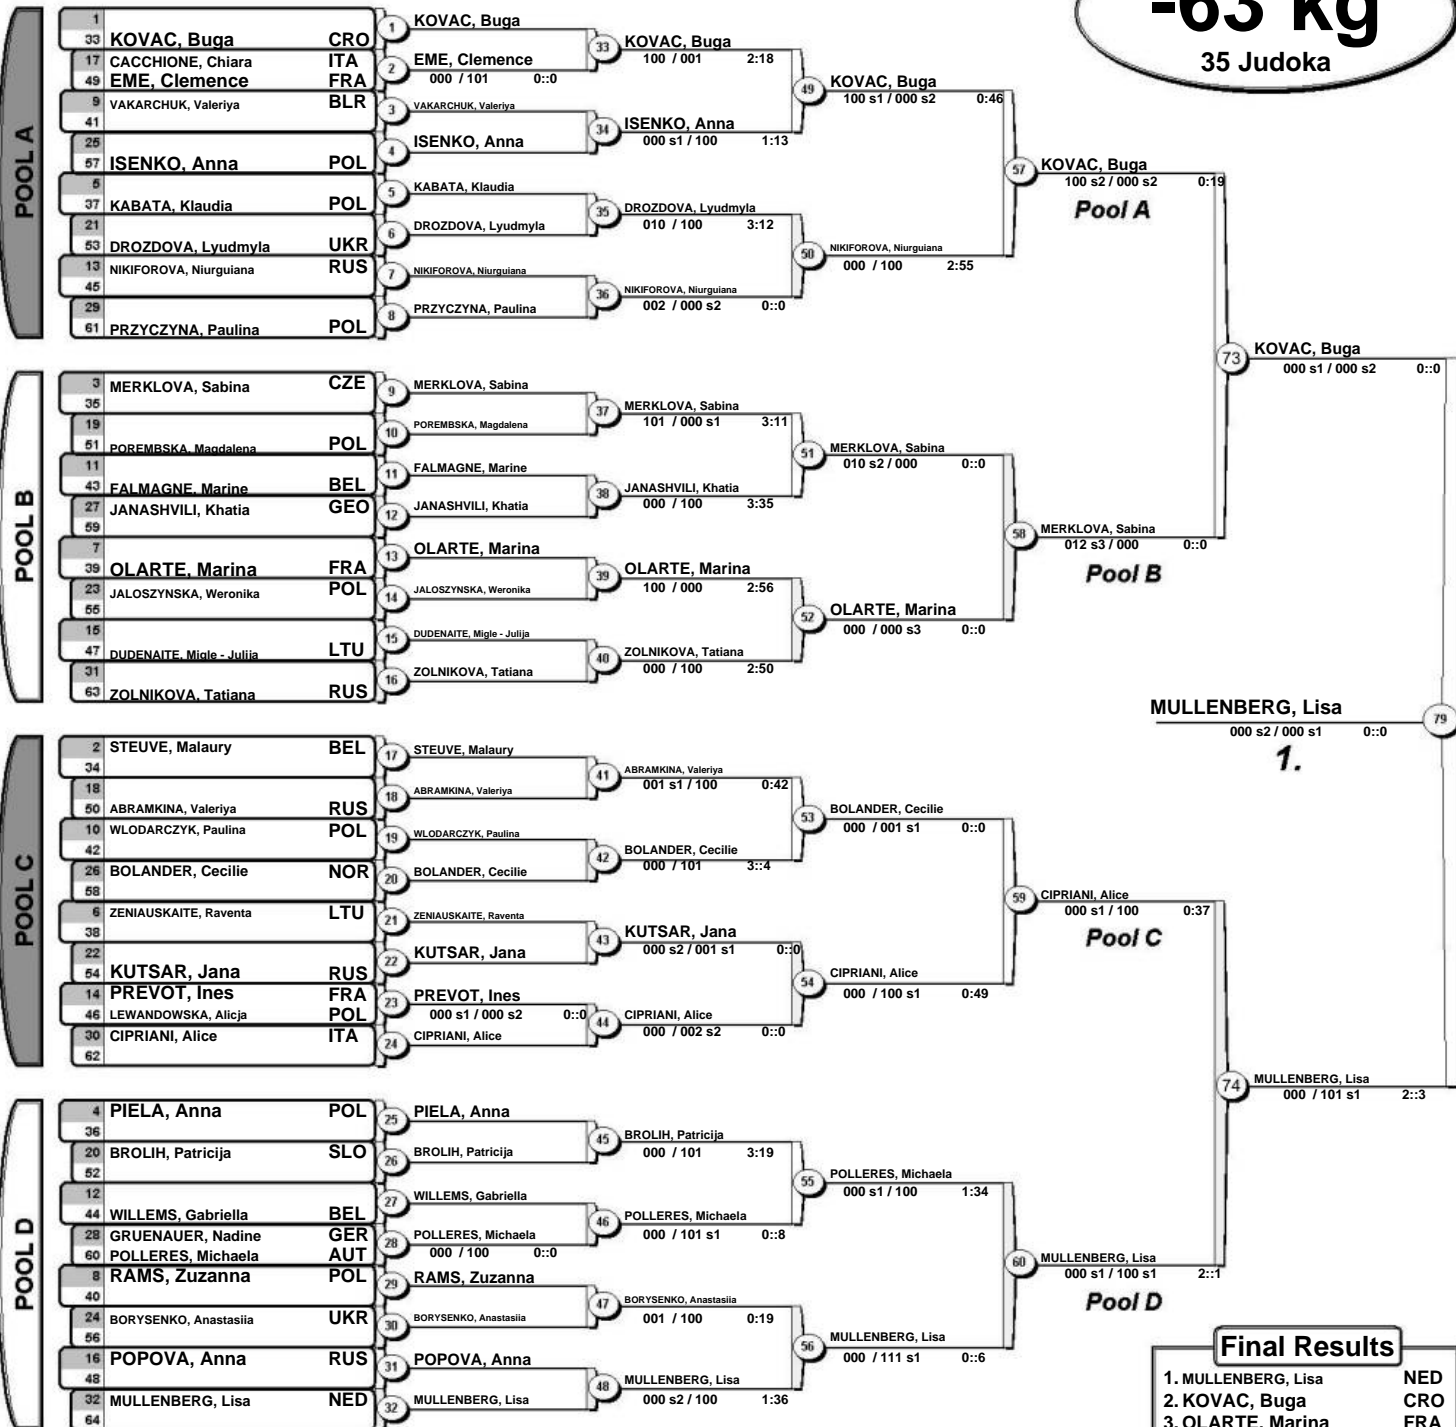 -63 kg
35 Judoka
POOL A
1
33 KOVAC, Buga CRO
17 CACCHIONE, Chiara ITA
49 EME, Clemence FRA
9 VAKARCHUK, Valeriya BLR
41
25
57 ISENKO, Anna POL
5
37 KABATA, Klaudia POL
21
53 DROZDOVA, Lyudmyla UKR
13 NIKIFOROVA, Niurguiana RUS
45
29
61 PRZYCZYNA, Paulina POL
1 KOVAC, Buga
2 EME, Clemence
000 / 101 0::0
3 VAKARCHUK, Valeriya
4 ISENKO, Anna
5 KABATA, Klaudia
6 DROZDOVA, Lyudmyla
7 NIKIFOROVA, Niurguiana
8 PRZYCZYNA, Paulina
33 KOVAC, Buga
100 / 001 2:18
34 ISENKO, Anna
000 s1 / 100 1:13
35 DROZDOVA, Lyudmyla
010 / 100 3:12
36 NIKIFOROVA, Niurguiana
002 / 000 s2 0::0
49 KOVAC, Buga
100 s1 / 000 s2 0:46
50 NIKIFOROVA, Niurguiana
000 / 100 2:55
57 KOVAC, Buga
100 s2 / 000 s2 0:19
Pool A
POOL B
3 MERKLOVA, Sabina CZE
35
19
51 POREMBSKA, Magdalena POL
11
43 FALMAGNE, Marine BEL
27 JANASHVILI, Khatia GEO
59
7
39 OLARTE, Marina FRA
23 JALOSZYNSKA, Weronika POL
55
15
47 DUDENAITE, Migle - Julija LTU
31
63 ZOLNIKOVA, Tatiana RUS
9 MERKLOVA, Sabina
10 POREMBSKA, Magdalena
11 FALMAGNE, Marine
12 JANASHVILI, Khatia
13 OLARTE, Marina
14 JALOSZYNSKA, Weronika
15 DUDENAITE, Migle - Julija
16 ZOLNIKOVA, Tatiana
37 MERKLOVA, Sabina
101 / 000 s1 3:11
38 JANASHVILI, Khatia
000 / 100 3:35
39 OLARTE, Marina
100 / 000 2:56
40 ZOLNIKOVA, Tatiana
000 / 100 2:50
51 MERKLOVA, Sabina
010 s2 / 000 0::0
52 OLARTE, Marina
000 / 000 s3 0::0
58 MERKLOVA, Sabina
012 s3 / 000 0::0
Pool B
73 KOVAC, Buga
000 s1 / 000 s2 0::0
MULLENBERG, Lisa 79
000 s2 / 000 s1 0::0
1.
POOL C
2 STEUVE, Malaury BEL
34
18
50 ABRAMKINA, Valeriya RUS
10 WLODARCZYK, Paulina POL
42
26 BOLANDER, Cecilie NOR
58
6 ZENIAUSKAITE, Raventa LTU
38
22
54 KUTSAR, Jana RUS
14 PREVOT, Ines FRA
46 LEWANDOWSKA, Alicja POL
30 CIPRIANI, Alice ITA
62
17 STEUVE, Malaury
18 ABRAMKINA, Valeriya
19 WLODARCZYK, Paulina
20 BOLANDER, Cecilie
21 ZENIAUSKAITE, Raventa
22 KUTSAR, Jana
23 PREVOT, Ines
000 s1 / 000 s2 0::0
24 CIPRIANI, Alice
41 ABRAMKINA, Valeriya
001 s1 / 100 0:42
42 BOLANDER, Cecilie
000 / 101 3::4
43 KUTSAR, Jana
000 s2 / 001 s1 0::0
44 CIPRIANI, Alice
000 / 002 s2 0::0
53 BOLANDER, Cecilie
000 / 001 s1 0::0
54 CIPRIANI, Alice
000 / 100 s1 0:49
59 CIPRIANI, Alice
000 s1 / 100 0:37
Pool C
POOL D
4 PIELA, Anna POL
36
20 BROLIH, Patricija SLO
52
12
44 WILLEMS, Gabriella BEL
28 GRUENAUER, Nadine GER
60 POLLERES, Michaela AUT
8 RAMS, Zuzanna POL
40
24 BORYSENKO, Anastasiia UKR
56
16 POPOVA, Anna RUS
48
32 MULLENBERG, Lisa NED
64
25 PIELA, Anna
26 BROLIH, Patricija
27 WILLEMS, Gabriella
28 POLLERES, Michaela
000 / 100 0::0
29 RAMS, Zuzanna
30 BORYSENKO, Anastasiia
31 POPOVA, Anna
32 MULLENBERG, Lisa
45 BROLIH, Patricija
000 / 101 3:19
46 POLLERES, Michaela
000 / 101 s1 0::8
47 BORYSENKO, Anastasiia
001 / 100 0:19
48 MULLENBERG, Lisa
000 s2 / 100 1:36
55 POLLERES, Michaela
000 s1 / 100 1:34
56 MULLENBERG, Lisa
000 / 111 s1 0::6
60 MULLENBERG, Lisa
000 s1 / 100 s1 2::1
Pool D
74 MULLENBERG, Lisa
000 / 101 s1 2::3
Final Results
1. MULLENBERG, Lisa NED
2. KOVAC, Buga CRO
3. OLARTE, Marina FRA